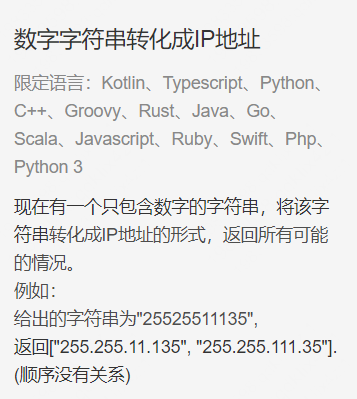 数字字符串转化成IP地址
限定语言：Kotlin、Typescript、Python、
C++、Groovy、Rust、Java、Go、
Scala、Javascript、Ruby、Swift、Php、
Python 3
现在有一个只包含数字的字符串，将该字
符串转化成IP地址的形式，返回所有可能
的情况。
例如：
给出的字符串为"25525511135",
返回["255.255.11.135", "255.255.111.35"].
(顺序没有关系)